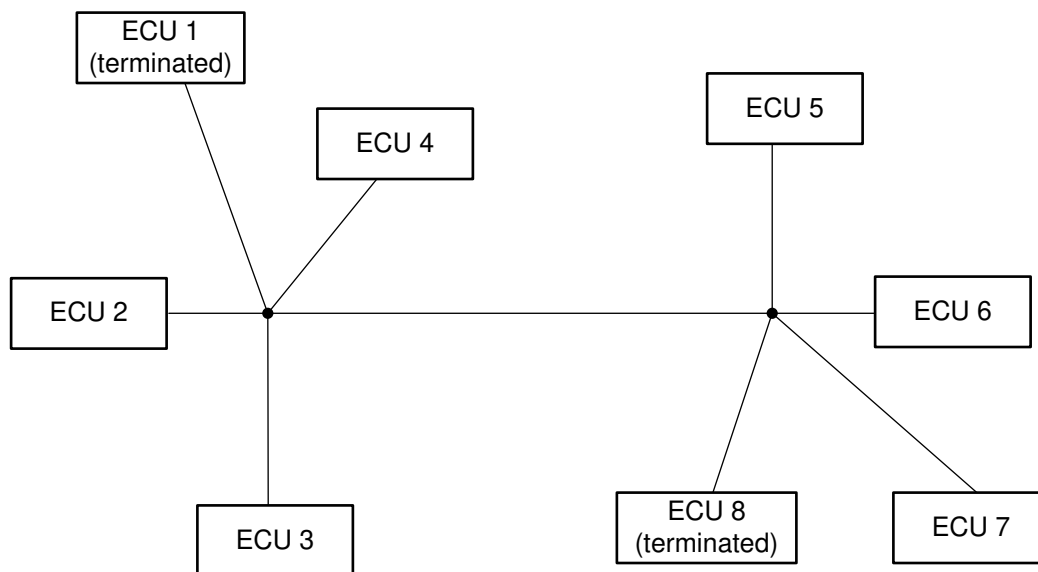 ECU 1
(terminated)
ECU 4
ECU 5
ECU 2
ECU 6
ECU 3
ECU 8
(terminated)
ECU 7